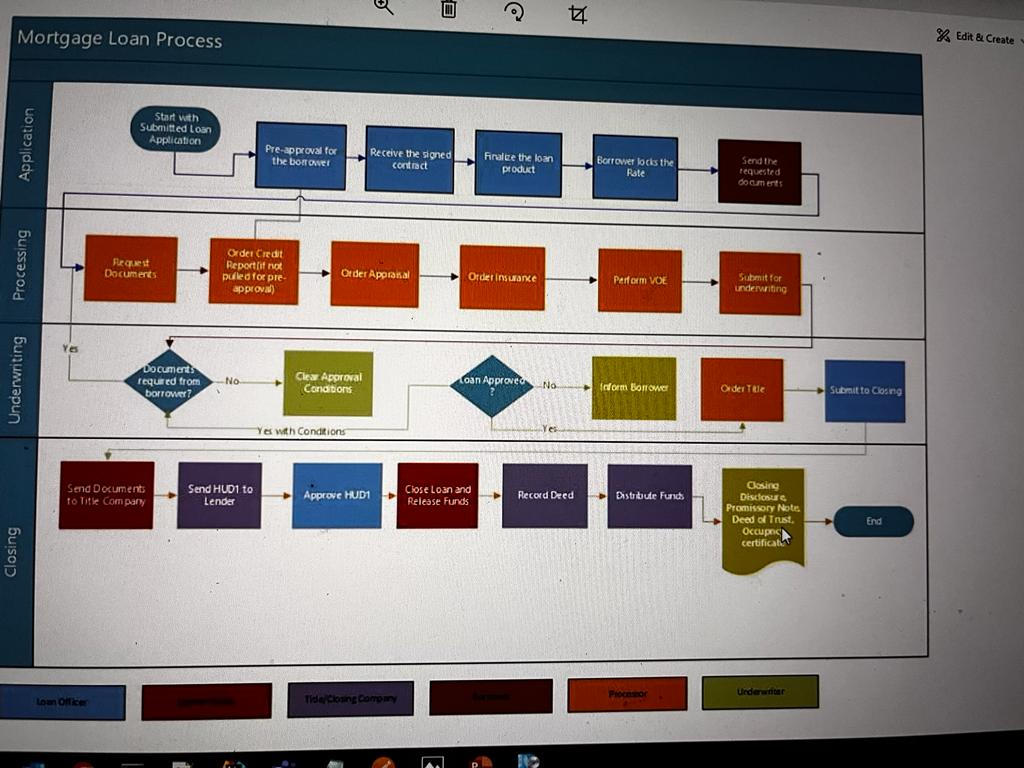 Edit & Create
Mortgage Loan Process
Application
Start with
Submitted Loan
Application
Pre-approval for
the borrower
Receive the signed
contract
Finalize the loan
product
Borrower locks the
Rate
Send the
requested
documents
Processing
Request
Documents
Order Credit
Report(if not
pulled for pre-
approval)
Order Appraisal
Order Insurance
Perform VOE
Submit for
underwriting
Underwriting
Yes
Documents
required from
borrower?
No
Clear Approval
Conditions
Yes with Conditions
Loan Approved
?
No
Yes
Inform Borrower
Order Title
Submit to Closing
Closing
Send Documents
to Title Company
Send HUD1 to
Lender
Approve HUD1
Close Loan and
Release Funds
Record Deed
Distribute Funds
Closing
Disclosure,
Promissory Note,
Deed of Trust,
End
Loan Officer
Title/Closing Company
Processor
Underwriter